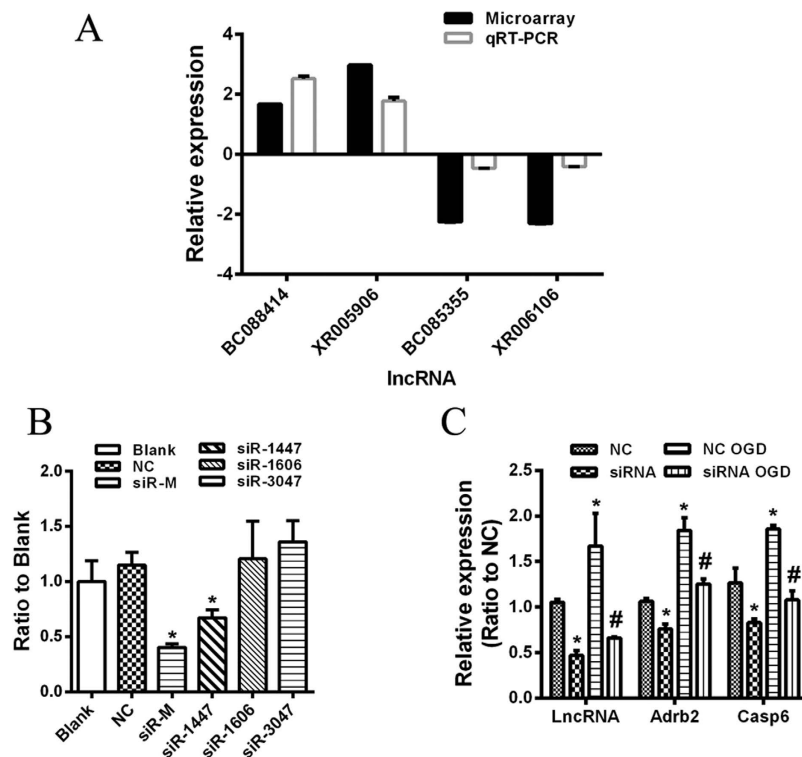 A
Microarray
qRT-PCR
Relative expression
4
2
0
-2
-4
BC088414
XR005906
BC085355
XR006106
lncRNA
B
Blank
NC
siR-M
siR-1447
siR-1606
siR-3047
Ratio to Blank
2.0
1.5
1.0
0.5
0.0
* *
Blank
NC
siR-M
siR-1447
siR-1606
siR-3047
C
NC
siRNA
NC OGD
siRNA OGD
Relative expression
(Ratio to NC)
2.5
2.0
1.5
1.0
0.5
0.0
* * # * * # * * #
LncRNA
Adrb2
Casp6